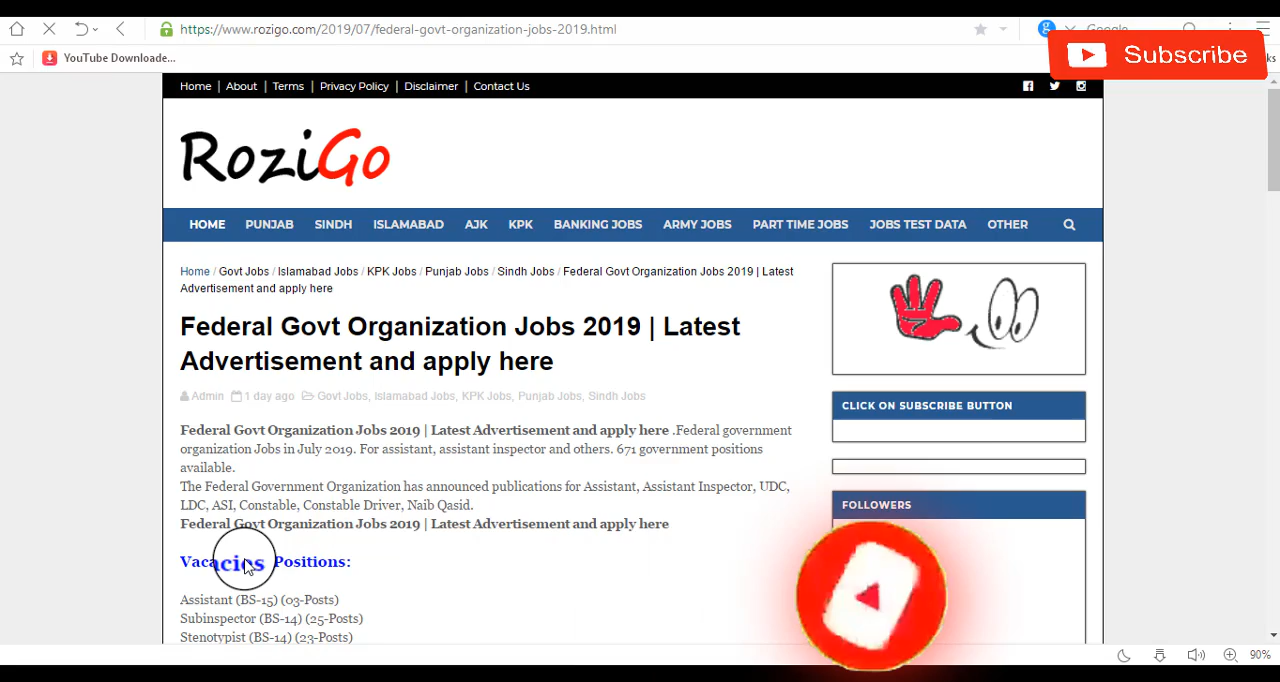 https://www.rozigo.com/2019/07/federal-govt-organization-jobs-2019.html
Google
YouTube Downloade...
Subscribe
Home | About | Terms | Privacy Policy | Disclaimer | Contact Us
RoziGo
HOME PUNJAB SINDH ISLAMABAD AJK KPK BANKING JOBS ARMY JOBS PART TIME JOBS JOBS TEST DATA OTHER
Home / Govt Jobs / Islamabad Jobs / KPK Jobs / Punjab Jobs / Sindh Jobs / Federal Govt Organization Jobs 2019 | Latest
Advertisement and apply here
Federal Govt Organization Jobs 2019 | Latest
Advertisement and apply here
Admin 1 day ago Govt Jobs, Islamabad Jobs, KPK Jobs, Punjab Jobs, Sindh Jobs
Federal Govt Organization Jobs 2019 | Latest Advertisement and apply here .Federal government
organization Jobs in July 2019. For assistant, assistant inspector and others. 671 government positions
available.
The Federal Government Organization has announced publications for Assistant, Assistant Inspector, UDC,
LDC, ASI, Constable, Constable Driver, Naib Qasid.
Federal Govt Organization Jobs 2019 | Latest Advertisement and apply here
Vacacies Positions:
Assistant (BS-15) (03-Posts)
Subinspector (BS-14) (25-Posts)
Stenotypist (BS-14) (23-Posts)
CLICK ON SUBSCRIBE BUTTON
FOLLOWERS
90%